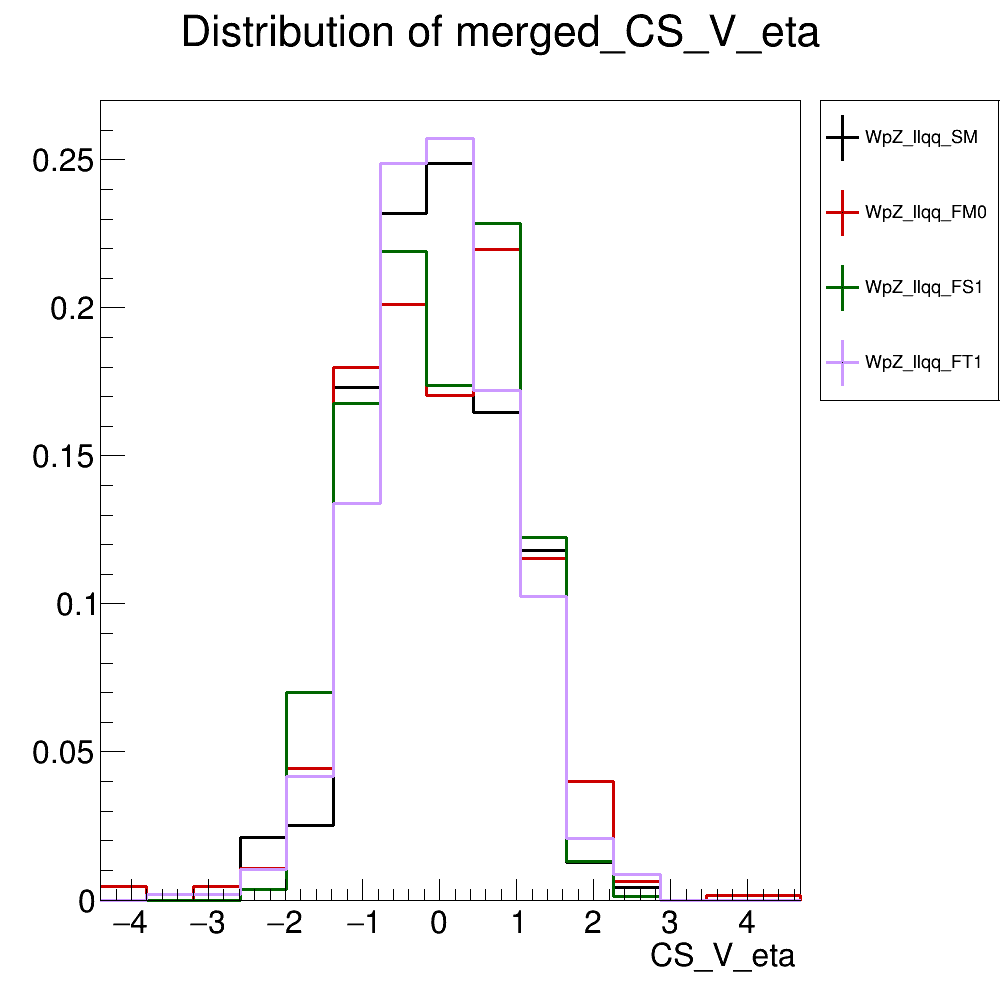 Distribution of merged_CS_V_eta
WpZ_llqq_SM
WpZ_llqq_FM0
WpZ_llqq_FS1
WpZ_llqq_FT1
0.25
0.2
0.15
0.1
0.05
0
−4 −3 −2 −1 0 1 2 3 4
CS_V_eta